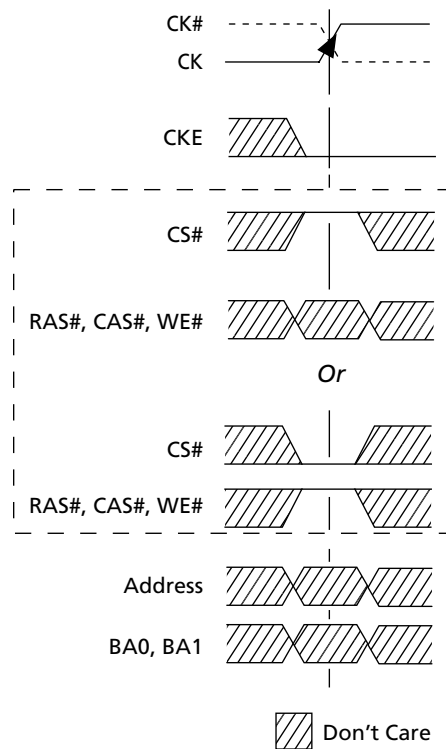 CK#
CK
CKE
CS#
RAS#, CAS#, WE#
Or
CS#
RAS#, CAS#, WE#
Address
BA0, BA1
Don't Care